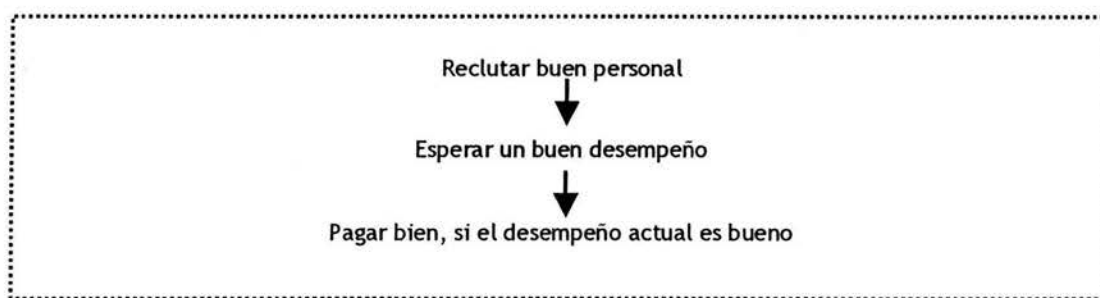 Reclutar buen personal
Esperar un buen desempeño
Pagar bien, si el desempeño actual es bueno